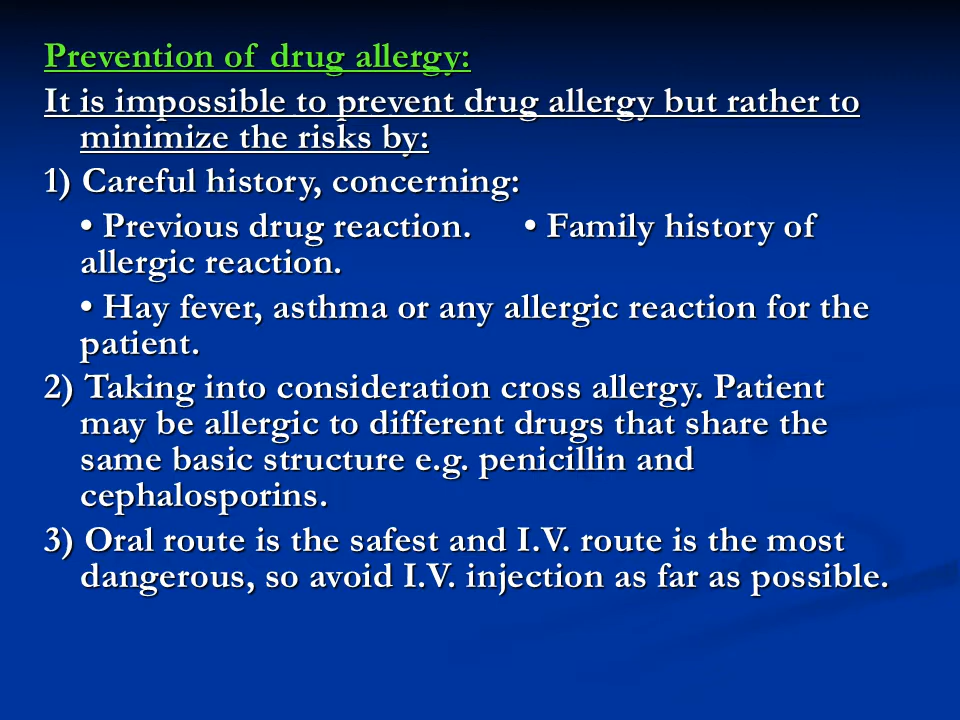 Prevention of drug allergy:
It is impossible to prevent drug allergy but rather to
minimize the risks by:
1) Careful history, concerning:
• Previous drug reaction. • Family history of
allergic reaction.
• Hay fever, asthma or any allergic reaction for the
patient.
2) Taking into consideration cross allergy. Patient
may be allergic to different drugs that share the
same basic structure e.g. penicillin and
cephalosporins.
3) Oral route is the safest and I.V. route is the most
dangerous, so avoid I.V. injection as far as possible.